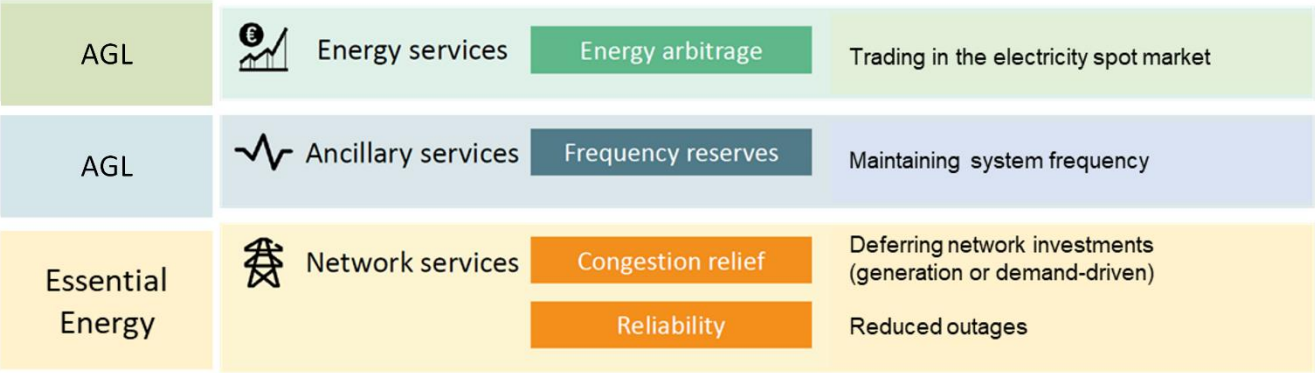 AGL
€
Energy services
Energy arbitrage
Trading in the electricity spot market
AGL
Ancillary services
Frequency reserves
Maintaining system frequency
Essential
Energy
Network services
Congestion relief
Deferring network investments
(generation or demand-driven)
Reliability
Reduced outages